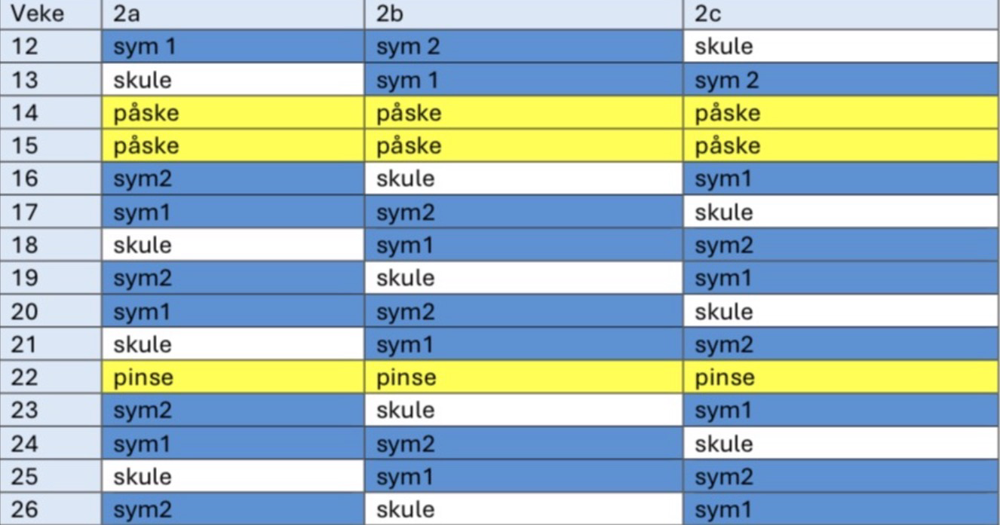 Veke 2a 2b 2c
12 sym 1 sym 2 skule
13 skule sym 1 sym 2
14 påske påske påske
15 påske påske påske
16 sym2 skule sym1
17 sym1 sym2 skule
18 skule sym1 sym2
19 sym2 skule sym1
20 sym1 sym2 skule
21 skule sym1 sym2
22 pinse pinse pinse
23 sym2 skule sym1
24 sym1 sym2 skule
25 skule sym1 sym2
26 sym2 skule sym1